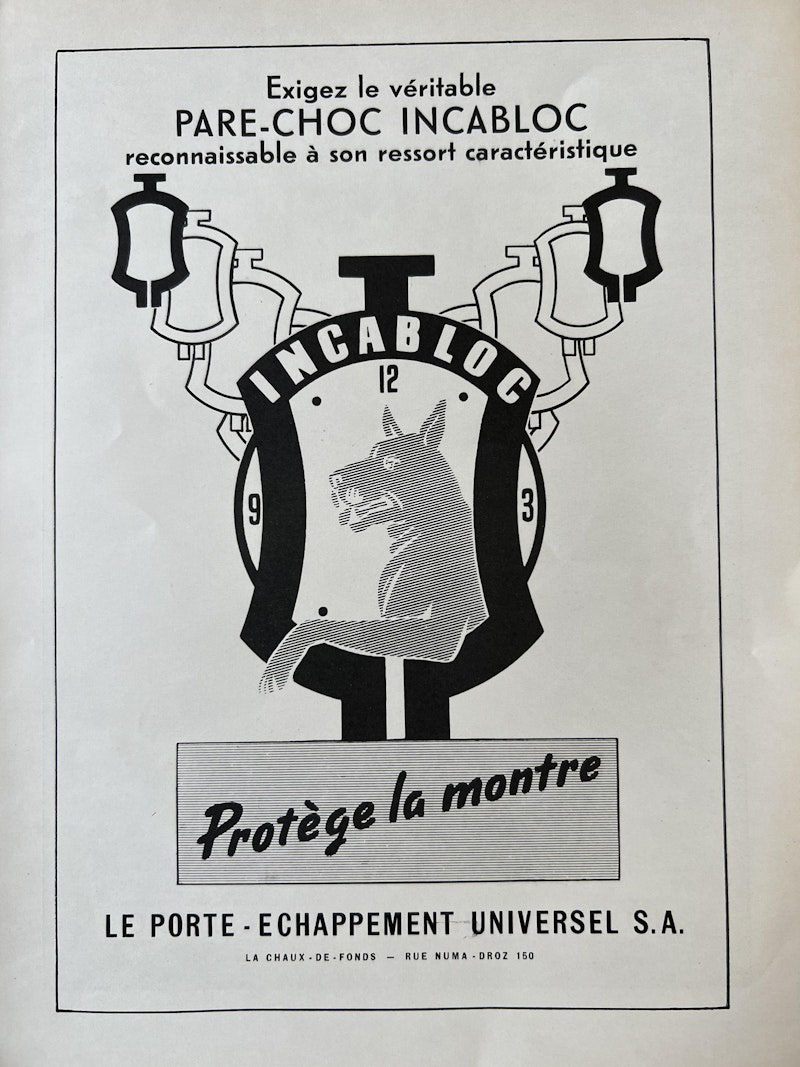 Exigez le véritable
PARE-CHOC INCABLOC
reconnaissable à son ressort caractéristique
INCABLOC
12
9
3
Protège la montre
LE PORTE-ECHAPPEMENT UNIVERSEL S.A.
LA CHAUX-DE-FONDS — RUE NUMA-DROZ 150